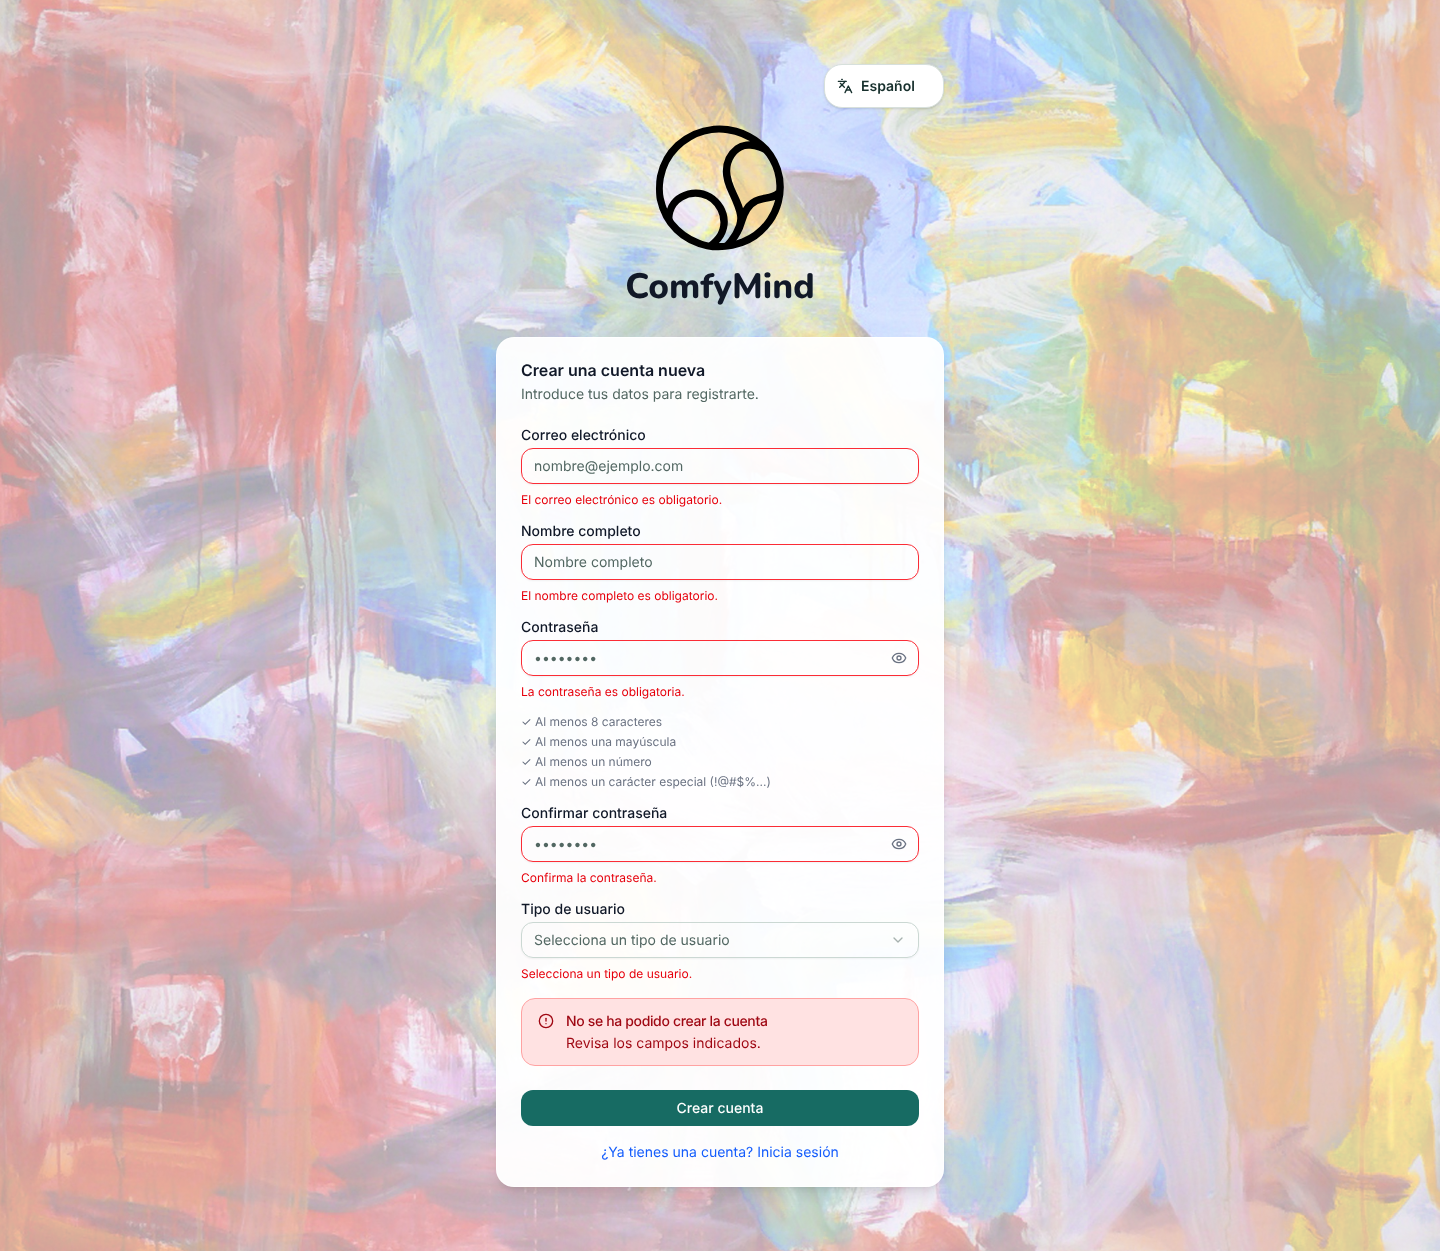 Español
ComfyMind
Crear una cuenta nueva
Introduce tus datos para registrarte.
Correo electrónico
nombre@ejemplo.com
El correo electrónico es obligatorio.
Nombre completo
Nombre completo
El nombre completo es obligatorio.
Contraseña
••••••••
La contraseña es obligatoria.
✓ Al menos 8 caracteres
✓ Al menos una mayúscula
✓ Al menos un número
✓ Al menos un carácter especial (!@#$%...)
Confirmar contraseña
••••••••
Confirma la contraseña.
Tipo de usuario
Selecciona un tipo de usuario
Selecciona un tipo de usuario.
No se ha podido crear la cuenta
Revisa los campos indicados.
Crear cuenta
¿Ya tienes una cuenta? Inicia sesión